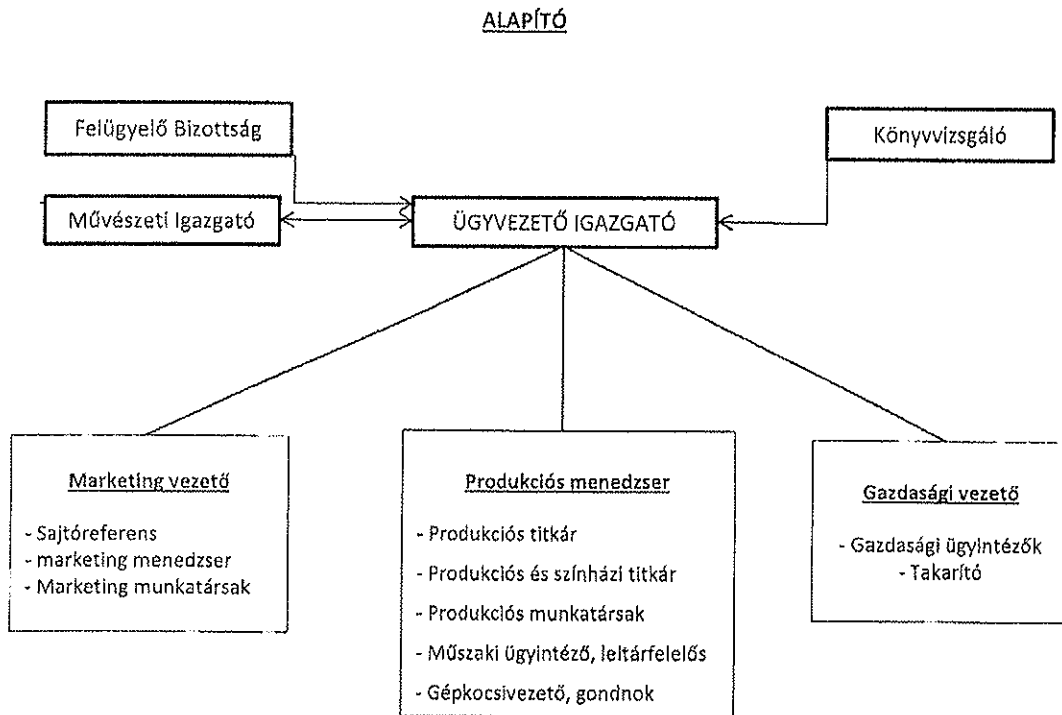 ALAPÍTÓ
Felügyelő Bizottság
Könyvvizsgáló
Művészeti Igazgató
ÜGYVEZETŐ IGAZGATÓ
Marketing vezető
- Sajtóreferens
- marketing menedzser
- Marketing munkatársak
Produkciós menedzser
- Produkciós titkár
- Produkciós és színházi titkár
- Produkciós munkatársak
- Műszaki ügyintéző, leltárfelelős
- Gépkocsivezető, gondnok
Gazdasági vezető
- Gazdasági ügyintézők
- Takarító